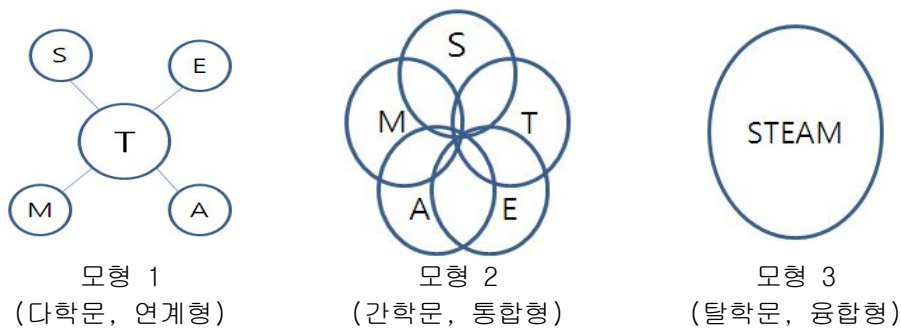 S
E
T
M
A
모형 1
(다학문, 연계형)
S
M
T
A
E
모형 2
(간학문, 통합형)
STEAM
모형 3
(탈학문, 융합형)